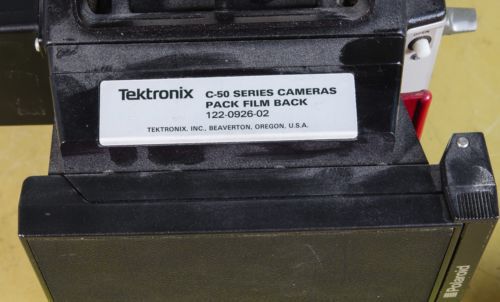 Tektronix C-50 SERIES CAMERAS
PACK FILM BACK
122-0926-02
TEKTRONIX, INC., BEAVERTON, OREGON, U.S.A.
Polaroid